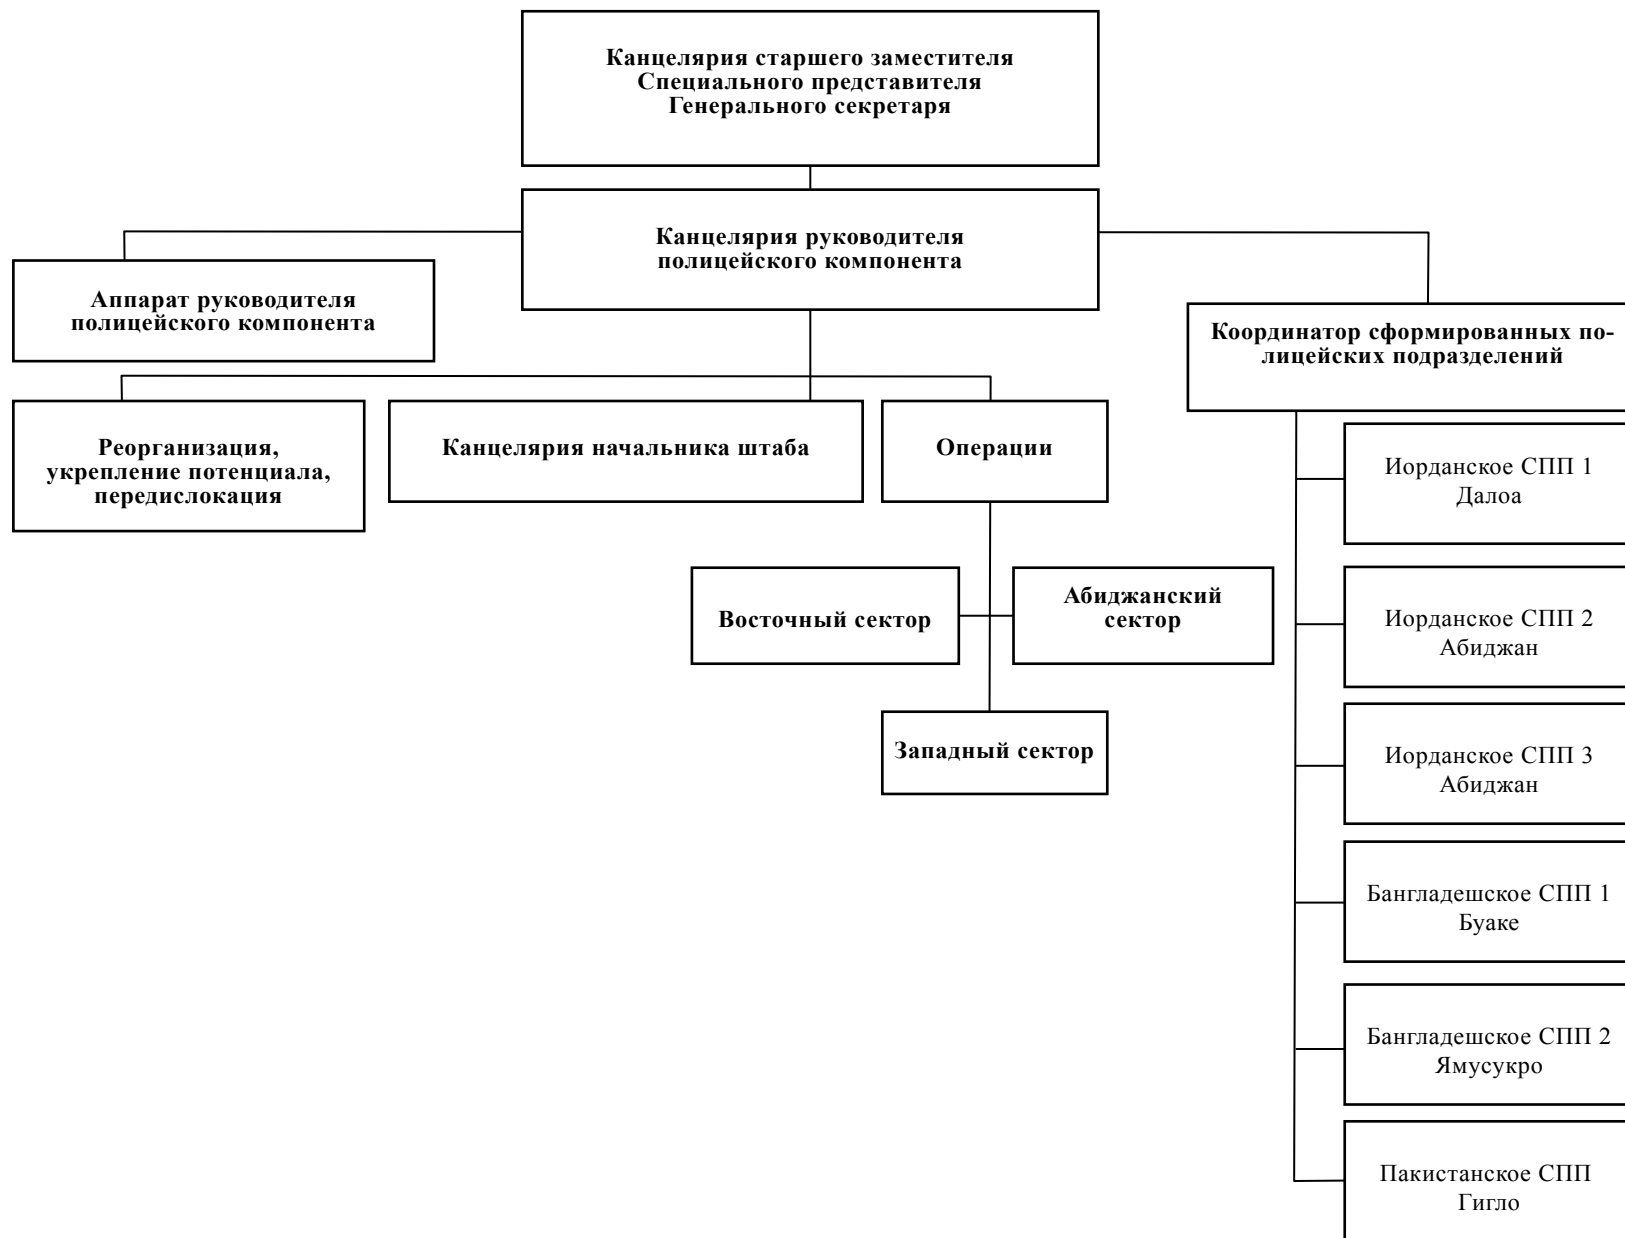 Канцелярия старшего заместителя
Специального представителя
Генерального секретаря
Канцелярия руководителя
полицейского компонента
Аппарат руководителя
полицейского компонента
Координатор сформированных по-
лицейских подразделений
Реорганизация,
укрепление потенциала,
передислокация
Канцелярия начальника штаба
Операции
Восточный сектор
Абиджанский
сектор
Западный сектор
Иорданское СПП 1
Далоа
Иорданское СПП 2
Абиджан
Иорданское СПП 3
Абиджан
Бангладешское СПП 1
Буаке
Бангладешское СПП 2
Ямусукро
Пакистанское СПП
Гигло